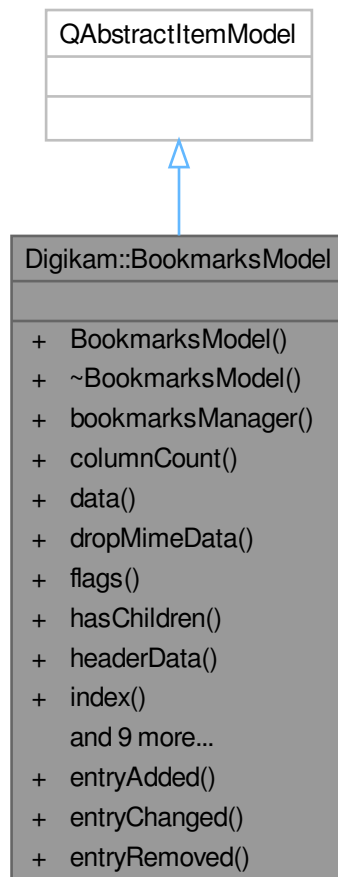 QAbstractItemModel
Digikam::BookmarksModel
+ BookmarksModel()
+ ~BookmarksModel()
+ bookmarksManager()
+ columnCount()
+ data()
+ dropMimeData()
+ flags()
+ hasChildren()
+ headerData()
+ index()
and 9 more...
+ entryAdded()
+ entryChanged()
+ entryRemoved()